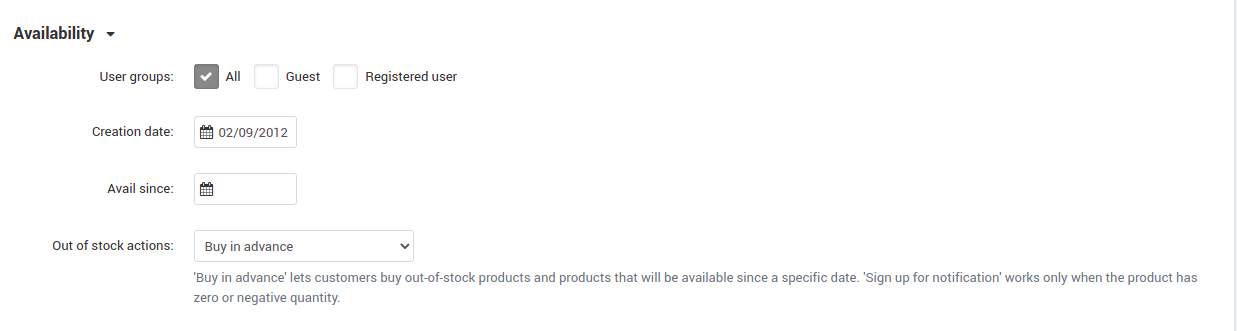 Availability
User groups: All Guest Registered user
Creation date: 02/09/2012
Avail since:
Out of stock actions: Buy in advance
'Buy in advance' lets customers buy out-of-stock products and products that will be available since a specific date. 'Sign up for notification' works only when the product has
zero or negative quantity.